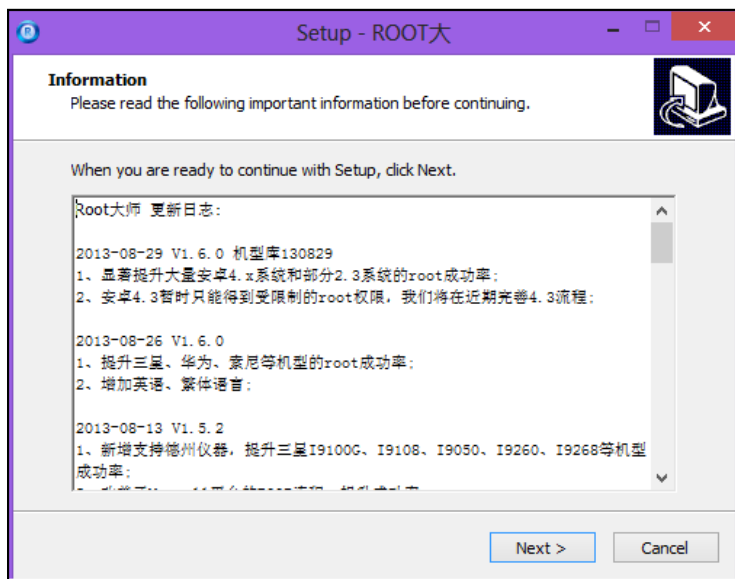 Setup - ROOT大
Information
Please read the following important information before continuing.
When you are ready to continue with Setup, click Next.
Root大师 更新日志:
2013-08-29 V1.6.0 机型库130829
1、显著提升大量安卓4.x系统和部分2.3系统的root成功率;
2、安卓4.3暂时只能得到受限制的root权限，我们将在近期完善4.3流程;
2013-08-26 V1.6.0
1、提升三星、华为、索尼等机型的root成功率;
2、增加英语、繁体语言;
2013-08-13 V1.5.2
1、新增支持德州仪器，提升三星I9100G、I9108、I9050、I9260、I9268等机型
成功率;
Next >
Cancel